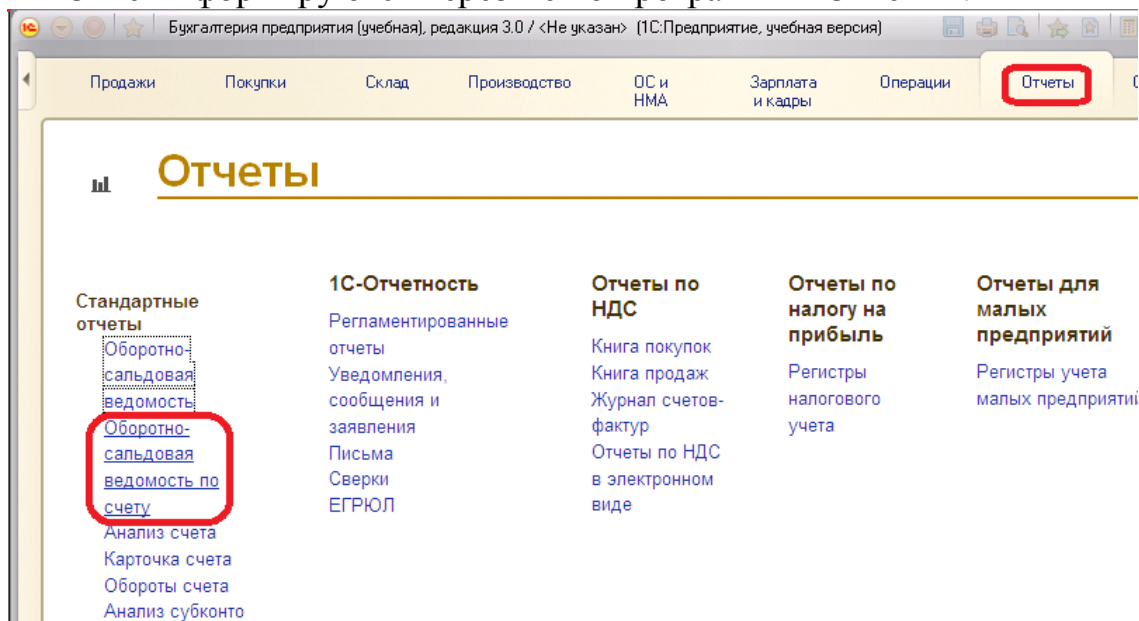 Бухгалтерия предприятия (учебная), редакция 3.0 / <Не указан> (1С:Предприятие, учебная версия)
Продажи Покупки Склад Производство ОС и НМА Зарплата и кадры Операции Отчеты
Отчеты
Стандартные
отчеты
Оборотно-
сальдовая
ведомость
Оборотно-
сальдовая
ведомость по
счету
Анализ счета
Карточка счета
Обороты счета
Анализ субконто
1С-Отчетность
Регламентированные
отчеты
Уведомления,
сообщения и
заявления
Письма
Сверки
ЕГРЮЛ
Отчеты по
НДС
Книга покупок
Книга продаж
Журнал счетов-
фактур
Отчеты по НДС
в электронном
виде
Отчеты по
налогу на
прибыль
Регистры
налогового
учета
Отчеты для
малых
предприятий
Регистры учета
малых предприятий